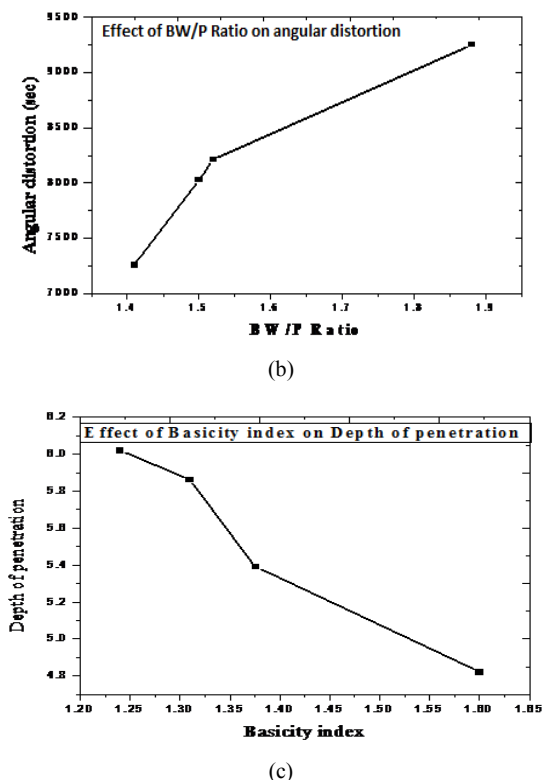 Effect of BW/P Ratio on angular distortion
9500
9000
8500
8000
7500
7000
Angular distortion (sec)
1.4 1.5 1.6 1.7 1.8 1.9
BW/P Ratio
(b)
6.2
Effect of Basicity index on Depth of penetration
6.0
5.8
5.6
5.4
5.2
5.0
4.8
Depth of penetration
1.20 1.25 1.30 1.35 1.40 1.45 1.50 1.55 1.60 1.65
Basicity index
(c)